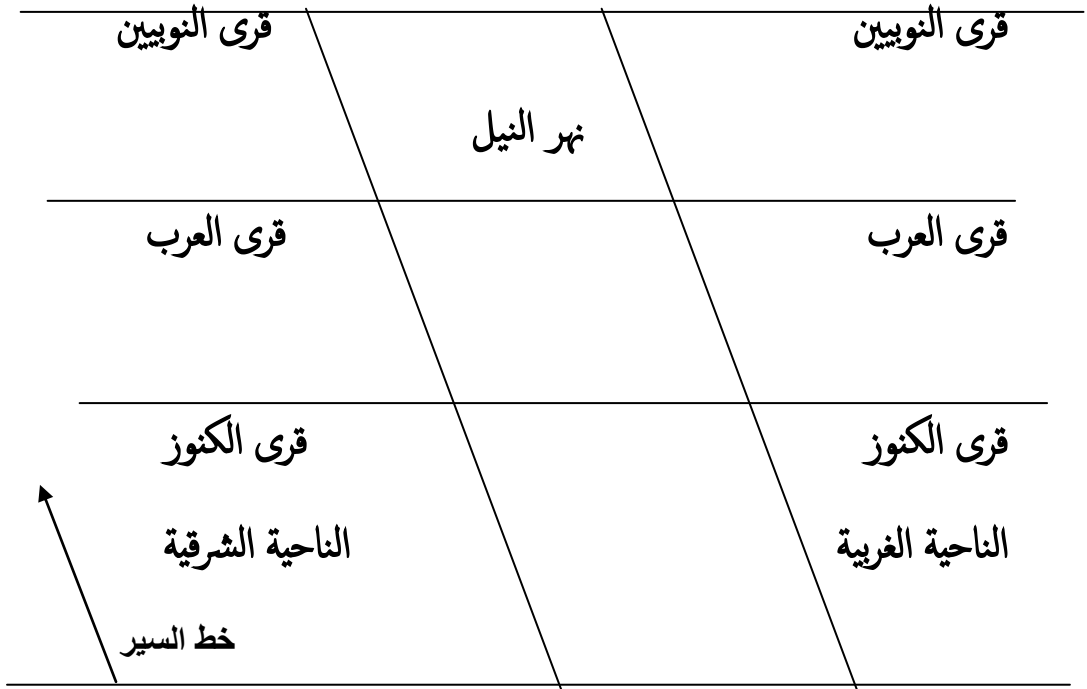 قرى النوبيين
قرى النوبيين
نهر النيل
قرى العرب
قرى العرب
قرى الكنوز
قرى الكنوز
الناحية الغربية
الناحية الشرقية
خط السير